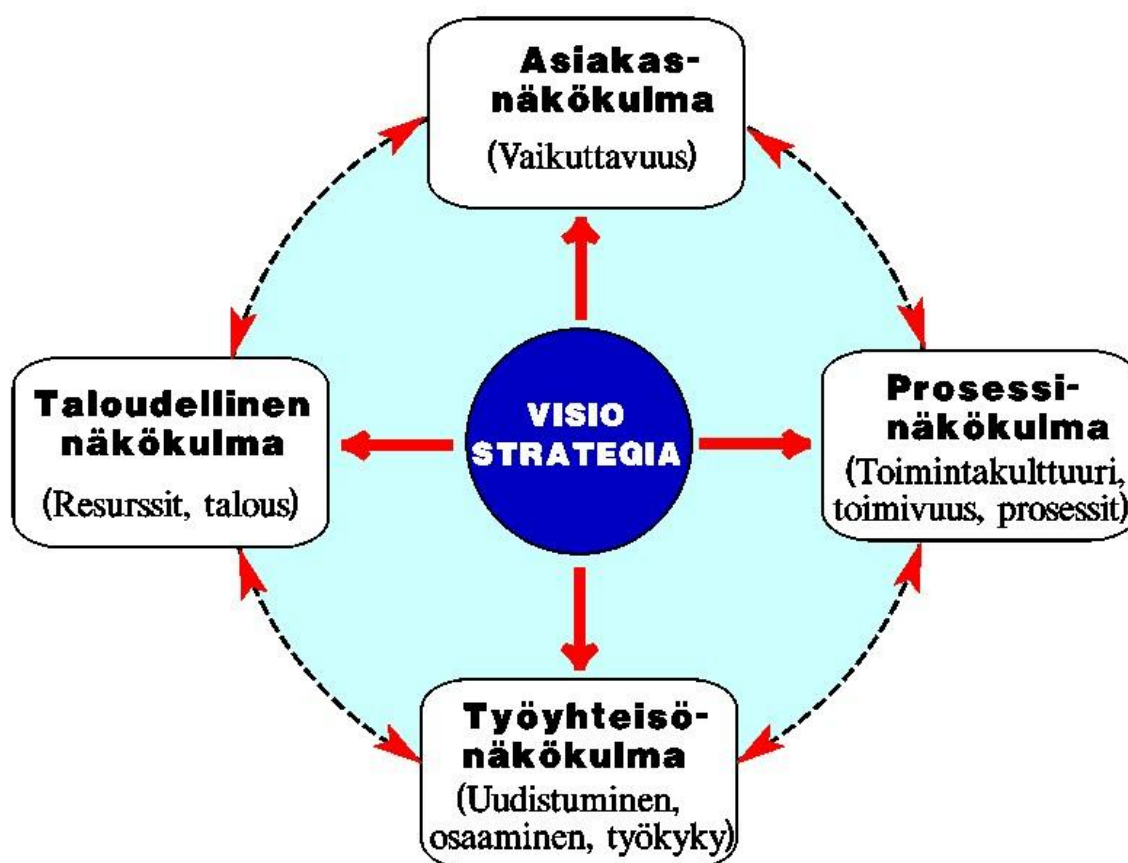 Asiakas-
näkökulma
(Vaikuttavuus)
Taloudellinen
näkökulma
(Resurssit, talous)
VISIO
STRATEGIA
Prosessi-
näkökulma
(Toimintakulttuuri,
toimivuus, prosessit)
Työyhteisö-
näkökulma
(Uudistuminen,
osaaminen, työkyky)